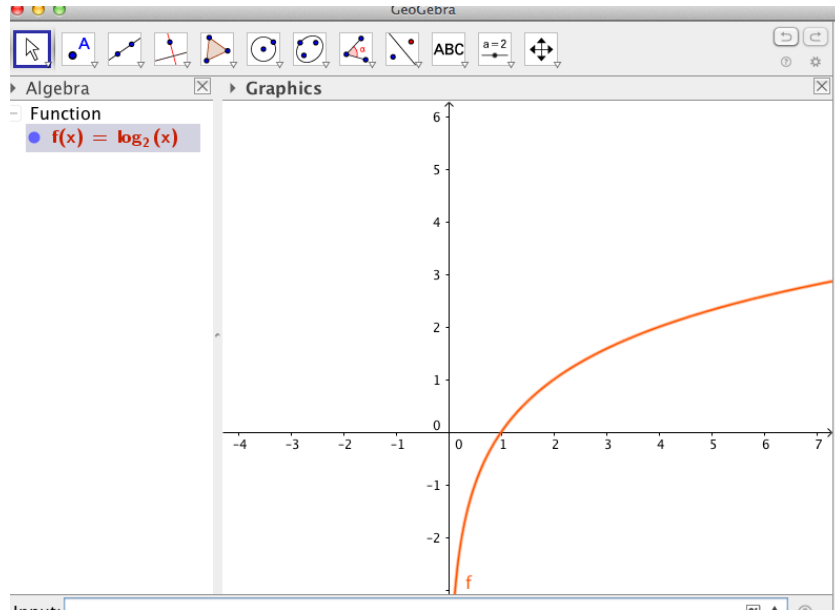 GeoGebra
A
α
ABC
a=2
Algebra
Graphics
Function
f(x) = log₂(x)
6
5
4
3
2
1
0
-4 -3 -2 -1 0 1 2 3 4 5 6 7
-1
-2
f
Input: